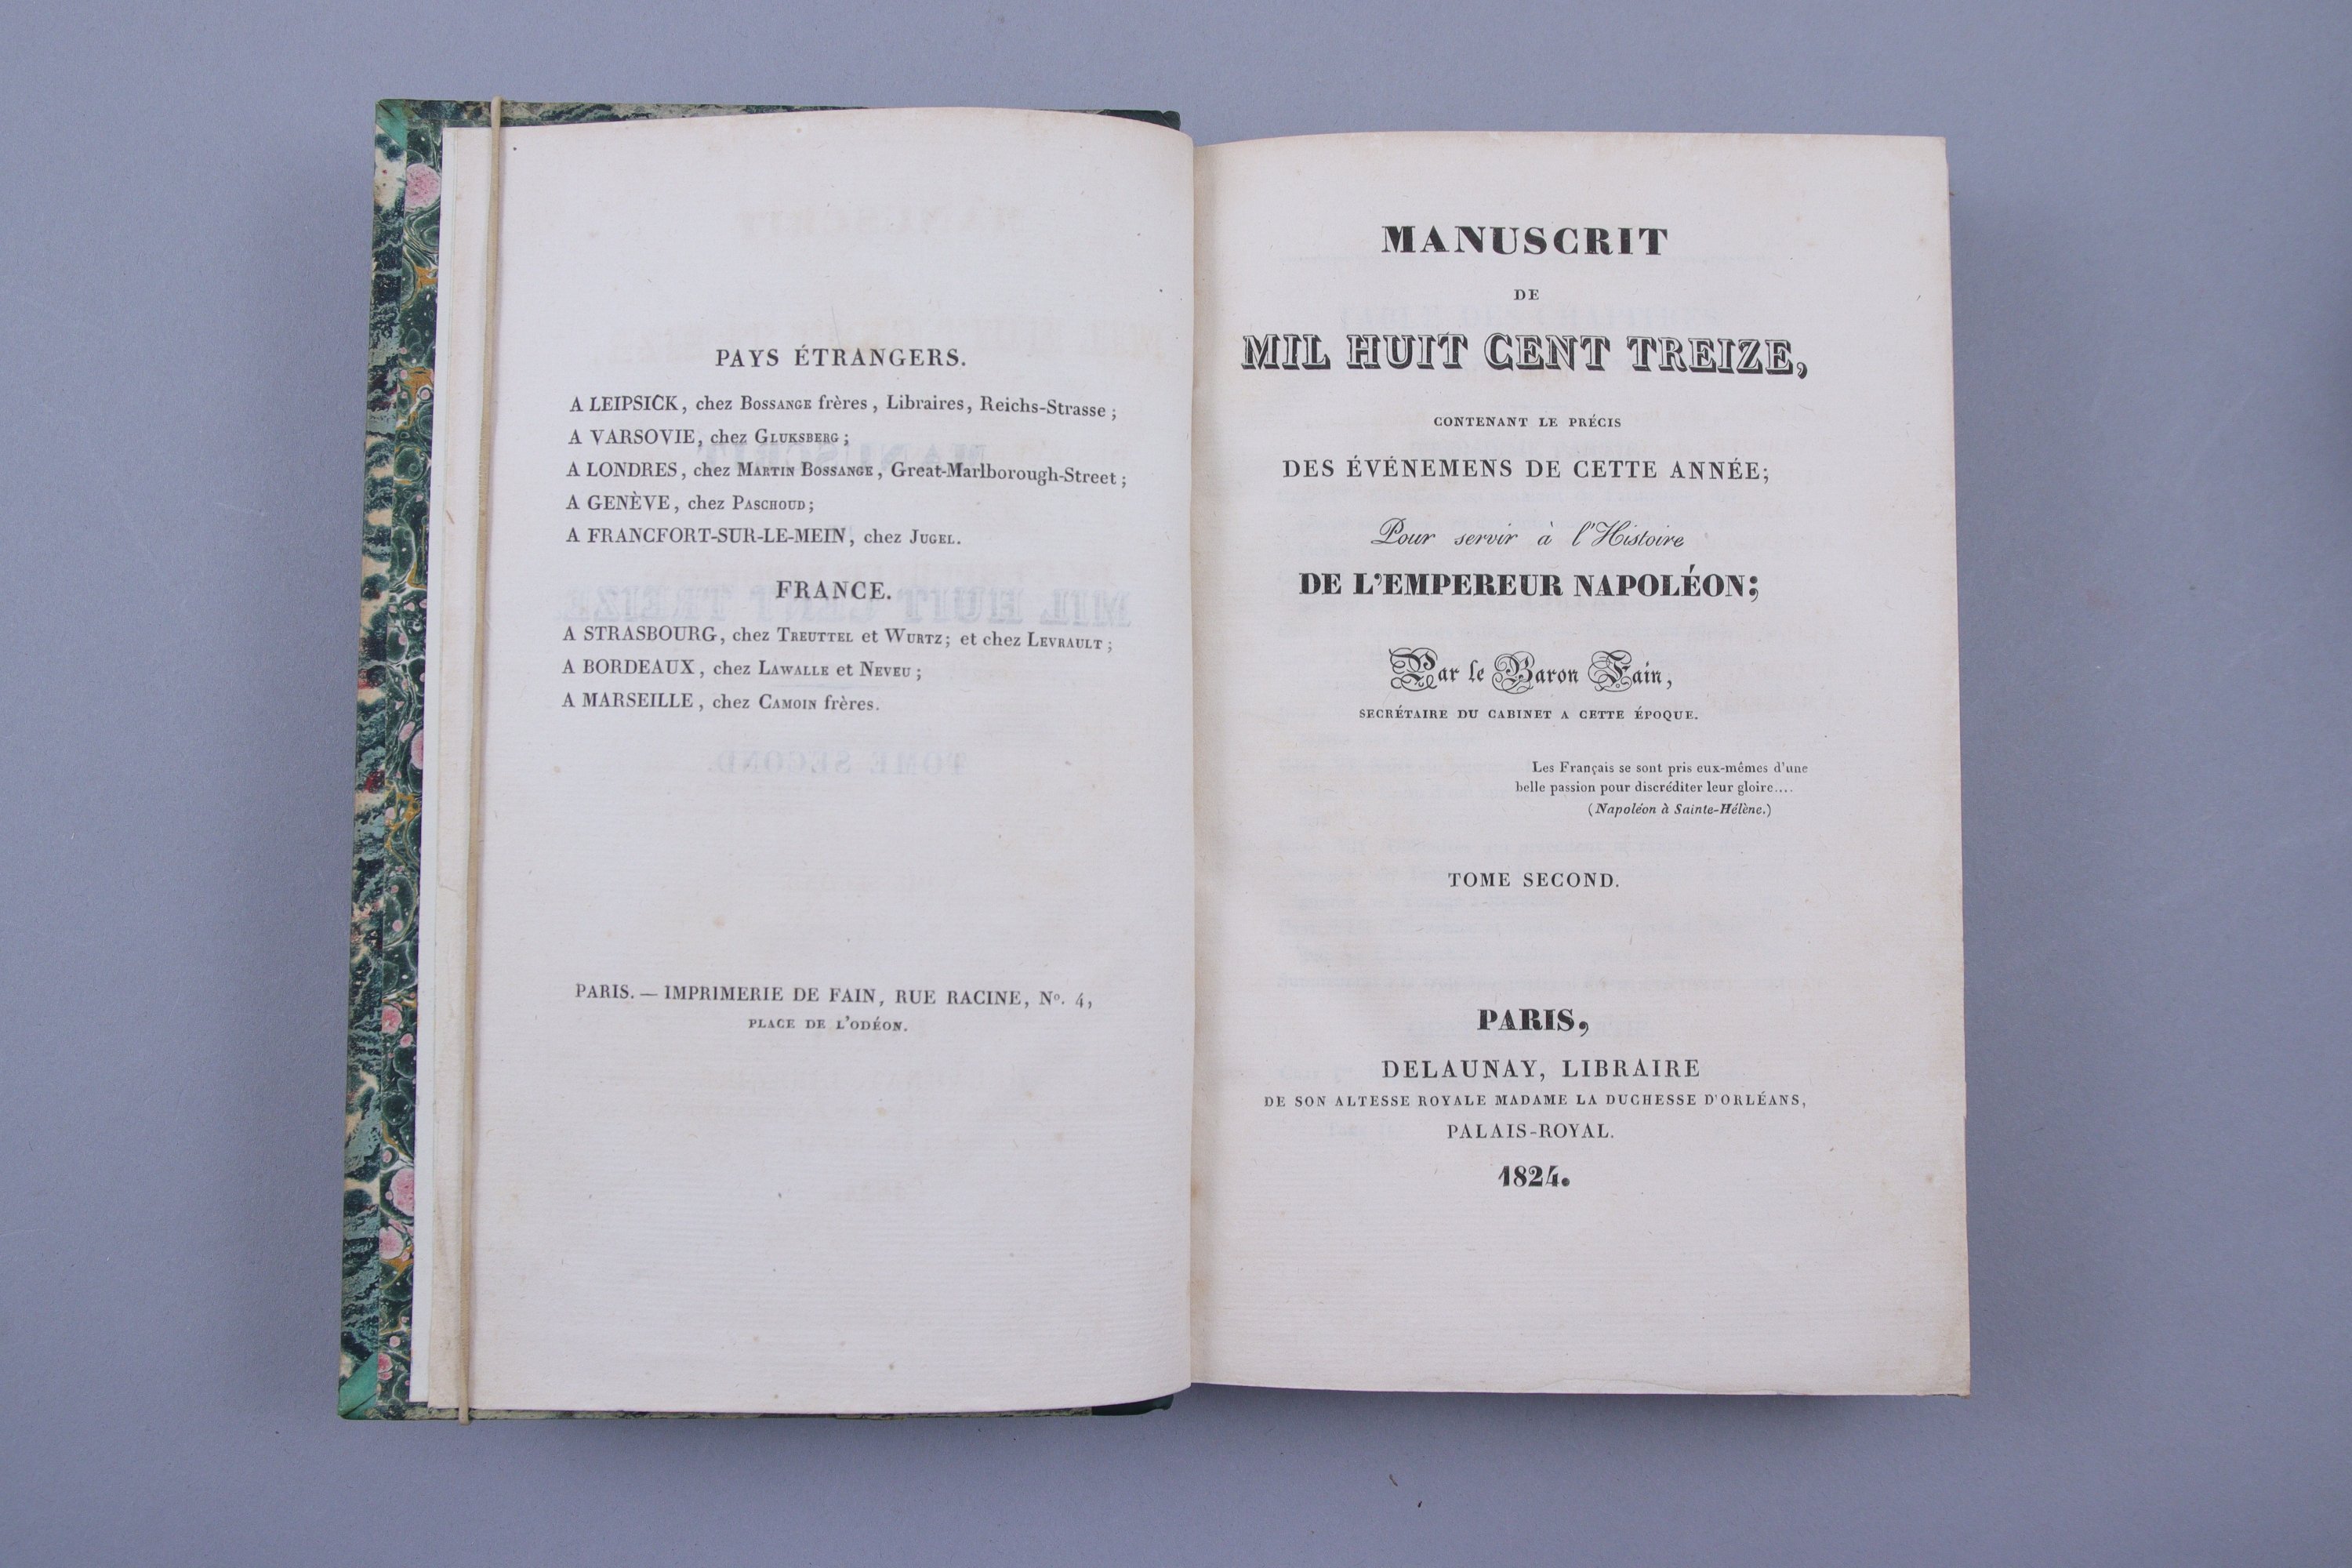 PAYS ÉTRANGERS.
A LEIPSICK, chez Bossange frères, Libraires, Reichs-Strasse;
A VARSOVIE, chez Gluksberg;
A LONDRES, chez Martin Bossange, Great-Marlborough-Street;
A GENÈVE, chez Paschoud;
A FRANCFORT-SUR-LE-MEIN, chez Jugel.
FRANCE.
A STRASBOURG, chez Treuttel et Wurtz; et chez Levrault;
A BORDEAUX, chez Lawalle et Neveu;
A MARSEILLE, chez Camoin frères.
PARIS. — IMPRIMERIE DE FAIN, RUE RACINE, Nº. 4,
PLACE DE L'ODÉON.
MANUSCRIT
DE
MIL HUIT CENT TREIZE,
CONTENANT LE PRÉCIS
DES ÉVÉNEMENS DE CETTE ANNÉE;
Pour servir à l'Histoire
DE L'EMPEREUR NAPOLÉON;
Par le Baron Fain,
SECRÉTAIRE DU CABINET A CETTE ÉPOQUE.
Les Français se sont pris eux-mêmes d'une
belle passion pour discréditer leur gloire....
(Napoléon à Sainte-Hélène.)
TOME SECOND.
PARIS,
DELAUNAY, LIBRAIRE
DE SON ALTESSE ROYALE MADAME LA DUCHESSE D'ORLÉANS,
PALAIS-ROYAL.
1824.